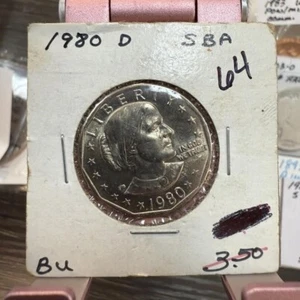 1980 D SBA
64
LIBERTY
IN GOD
WE TRUST
1980
BU
3.50